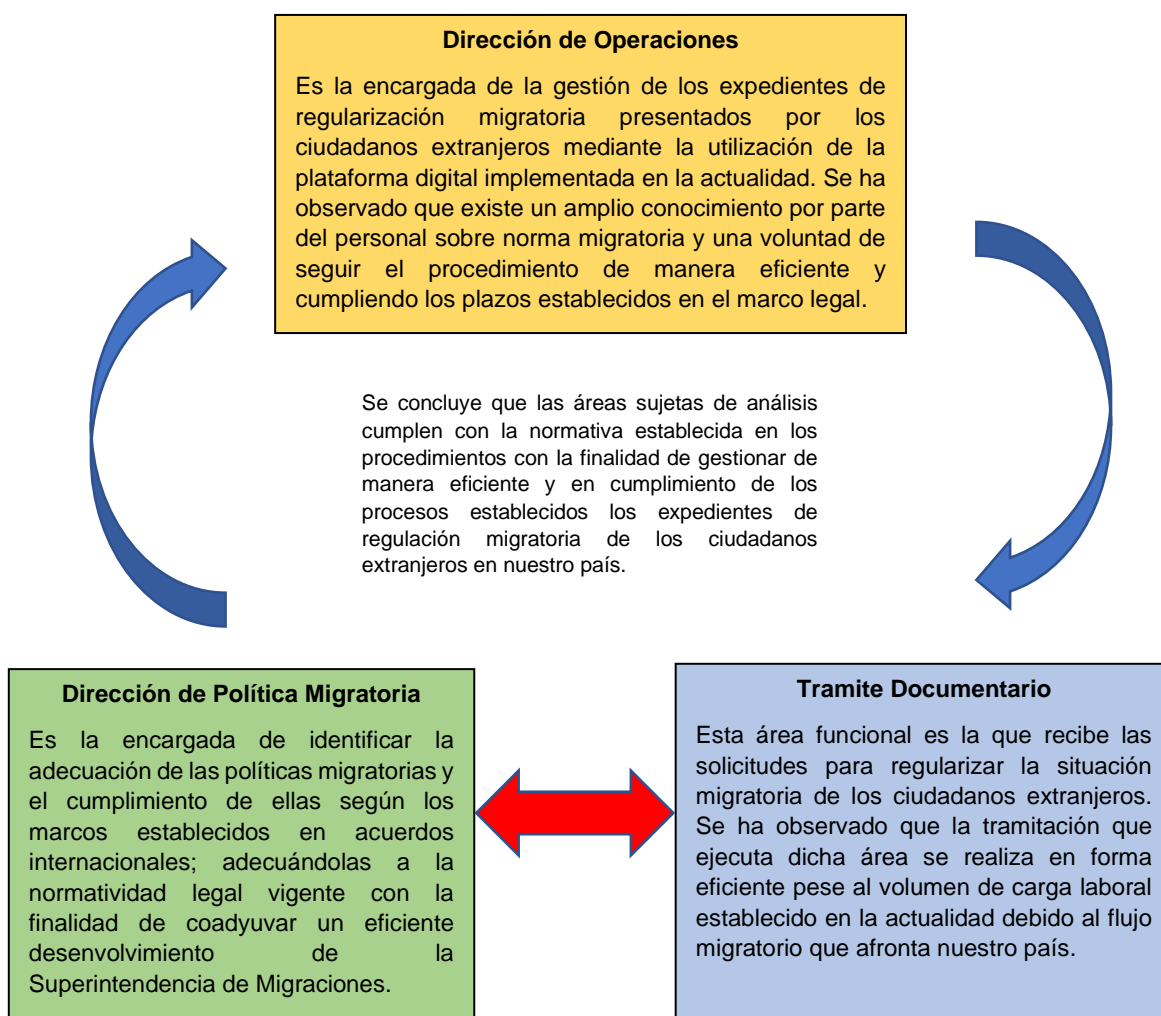 Dirección de Operaciones
Es la encargada de la gestión de los expedientes de
regularización migratoria presentados por los
ciudadanos extranjeros mediante la utilización de la
plataforma digital implementada en la actualidad. Se ha
observado que existe un amplio conocimiento por parte
del personal sobre norma migratoria y una voluntad de
seguir el procedimiento de manera eficiente y
cumpliendo los plazos establecidos en el marco legal.
Se concluye que las áreas sujetas de análisis
cumplen con la normativa establecida en los
procedimientos con la finalidad de gestionar de
manera eficiente y en cumplimiento de los
procesos establecidos los expedientes de
regulación migratoria de los ciudadanos
extranjeros en nuestro país.
Dirección de Política Migratoria
Es la encargada de identificar la
adecuación de las políticas migratorias y
el cumplimiento de ellas según los
marcos establecidos en acuerdos
internacionales; adecuándolas a la
normatividad legal vigente con la
finalidad de coadyuvar un eficiente
desenvolvimiento de la
Superintendencia de Migraciones.
Tramite Documentario
Esta área funcional es la que recibe las
solicitudes para regularizar la situación
migratoria de los ciudadanos extranjeros.
Se ha observado que la tramitación que
ejecuta dicha área se realiza en forma
eficiente pese al volumen de carga laboral
establecido en la actualidad debido al flujo
migratorio que afronta nuestro país.